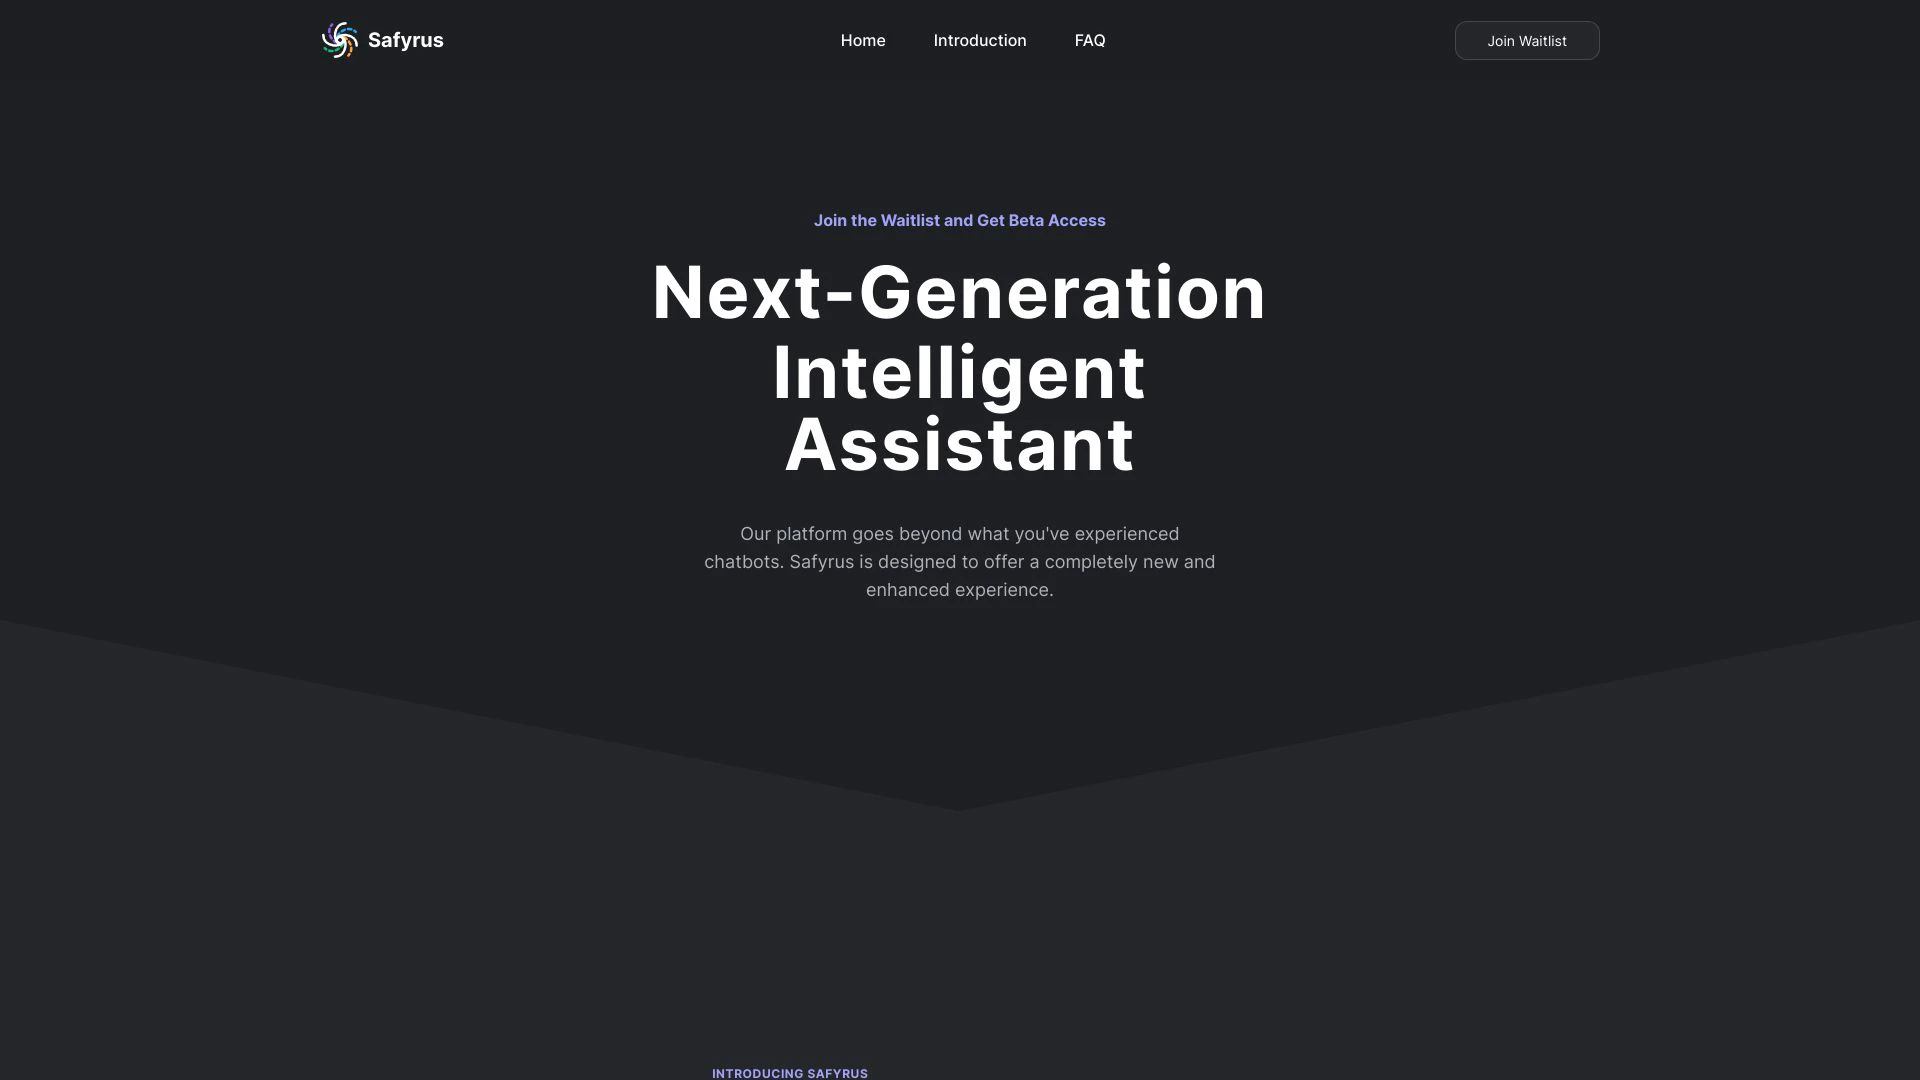 Safyrus
Home
Introduction
FAQ
Join Waitlist
Join the Waitlist and Get Beta Access
Next-Generation
Intelligent
Assistant
Our platform goes beyond what you've experienced
chatbots. Safyrus is designed to offer a completely new and
enhanced experience.
INTRODUCING SAFYRUS